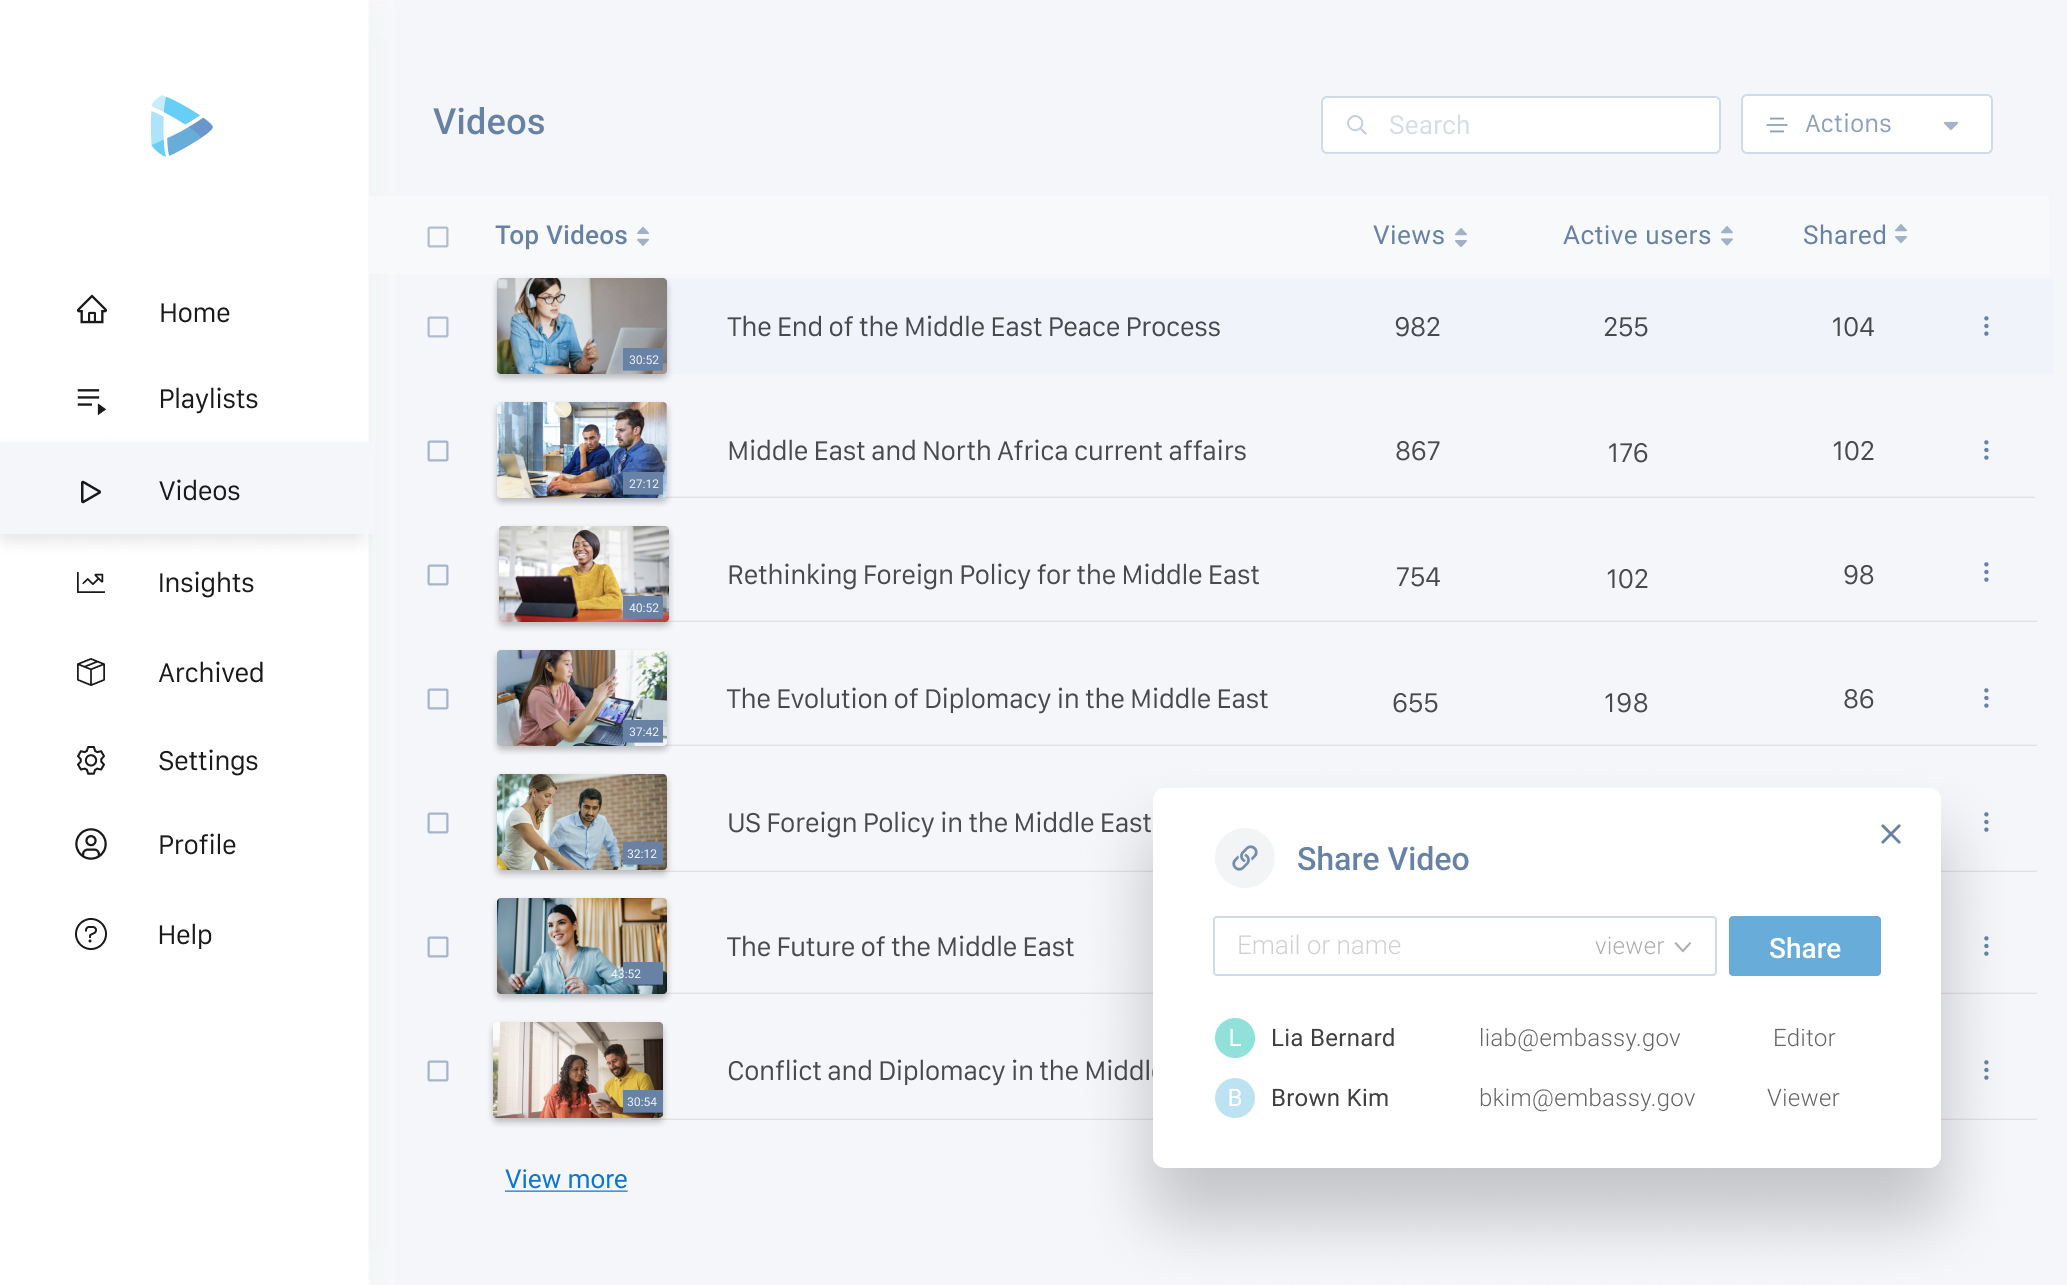 Videos
Search
Actions
Top Videos Views Active users Shared
Home
30:52 The End of the Middle East Peace Process 982 255 104
Playlists
27:12 Middle East and North Africa current affairs 867 176 102
Videos
40:52 Rethinking Foreign Policy for the Middle East 754 102 98
Insights
37:42 The Evolution of Diplomacy in the Middle East 655 198 86
Archived
Settings
32:12 US Foreign Policy in the Middle East
Profile
43:52 The Future of the Middle East
Help
30:54 Conflict and Diplomacy in the Middl
View more
Share Video
Email or name viewer Share
L Lia Bernard liab@embassy.gov Editor
B Brown Kim bkim@embassy.gov Viewer